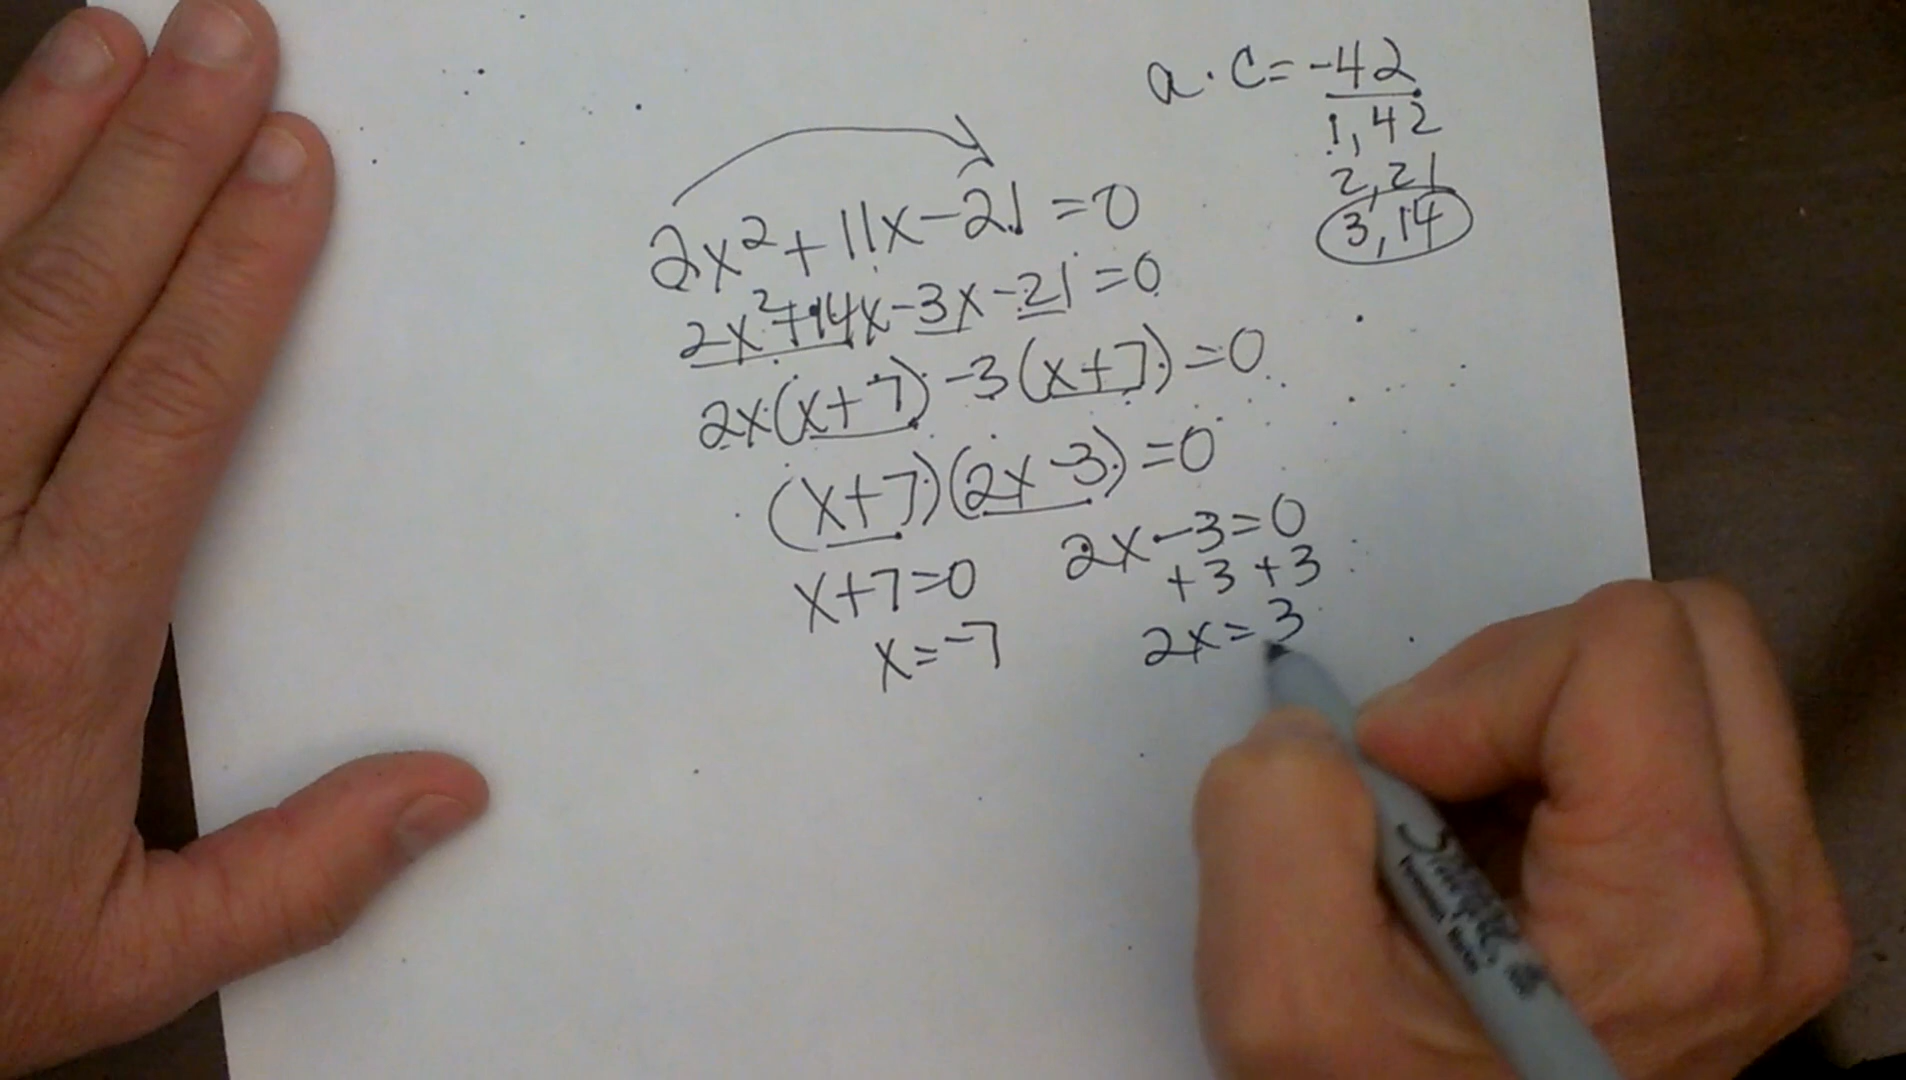 a · c = -42
1, 42
2, 21
3, 14
2x² + 11x - 21 = 0
2x² + 14x - 3x - 21 = 0
2x(x + 7) - 3(x + 7) = 0
(x + 7)(2x - 3) = 0
x + 7 = 0
x = -7
2x - 3 = 0
+ 3 + 3
2x = 3
Sharpie